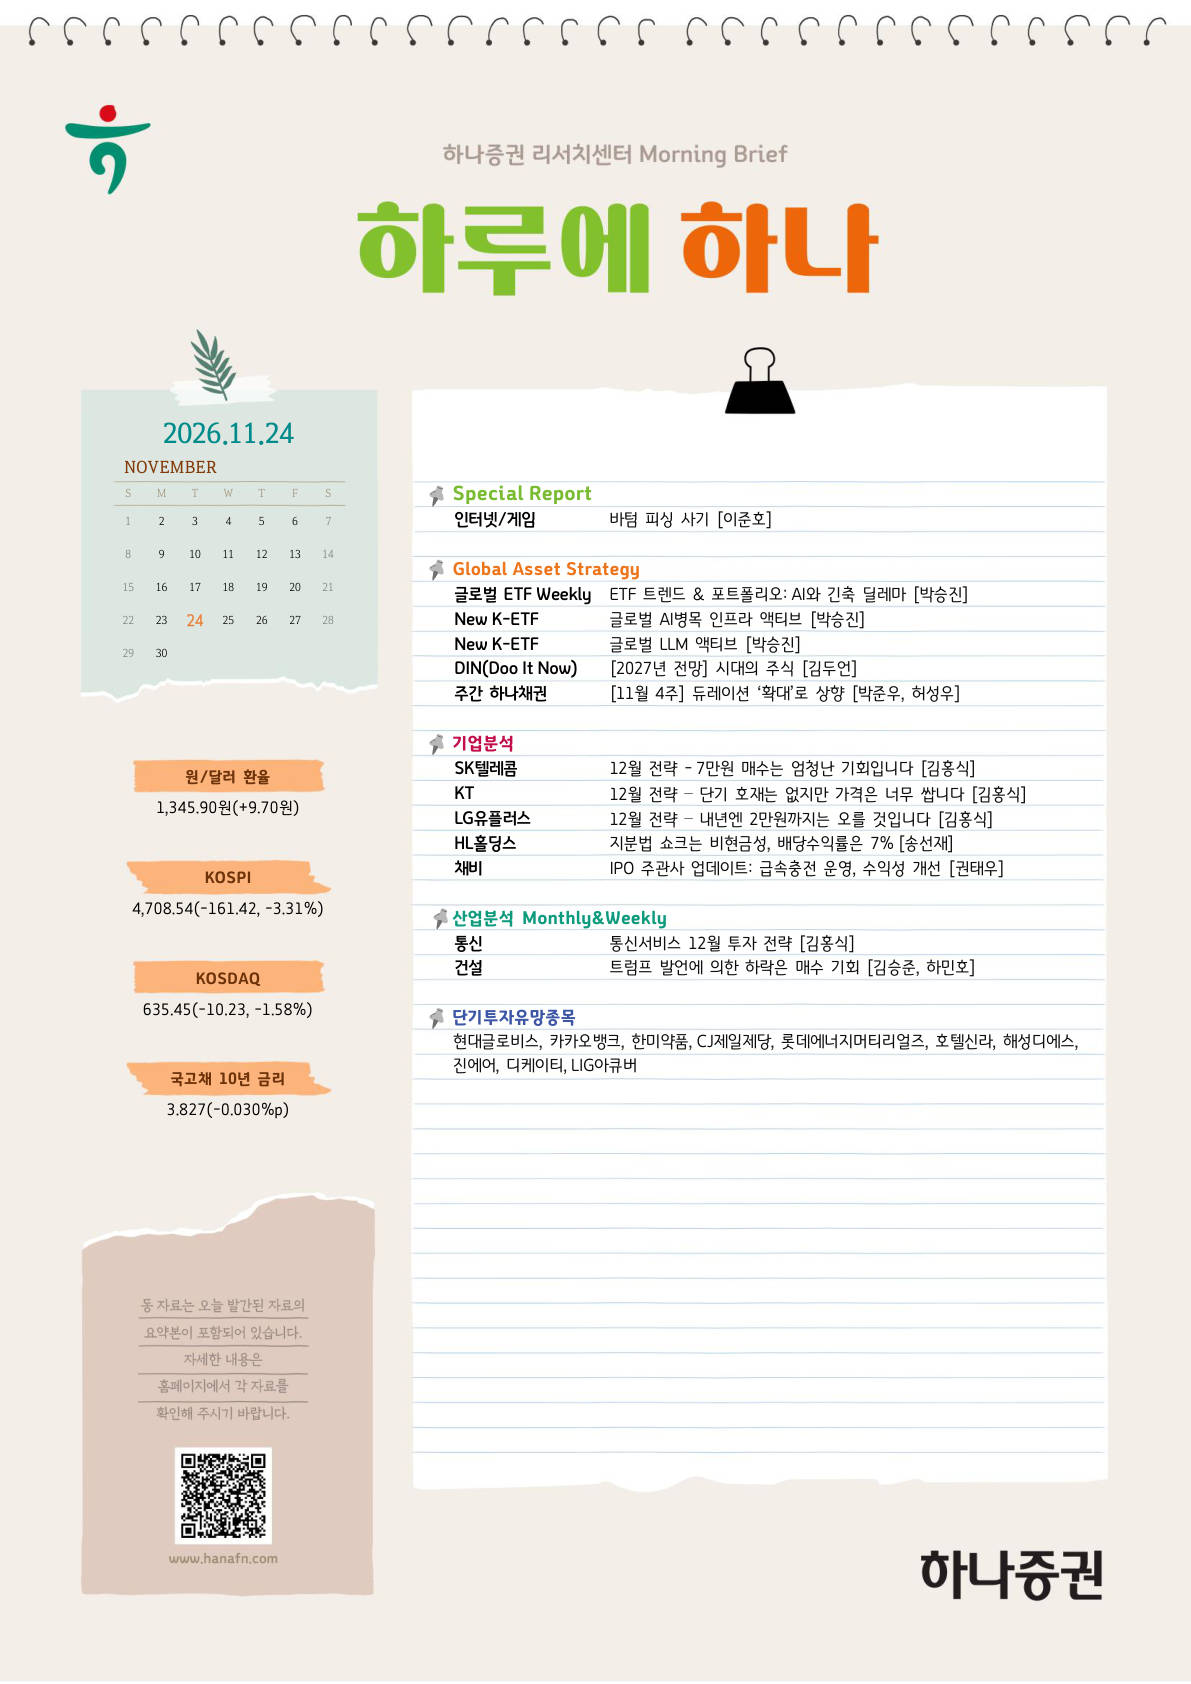 하나증권 리서치센터 Morning Brief
하루에 하나
2026.11.24
NOVEMBER
S M T W T F S
1 2 3 4 5 6 7
8 9 10 11 12 13 14
15 16 17 18 19 20 21
22 23 24 25 26 27 28
29 30
원/달러 환율
1,345.90원(+9.70원)
KOSPI
4,708.54(-161.42, -3.31%)
KOSDAQ
635.45(-10.23, -1.58%)
국고채 10년 금리
3.827(-0.030%p)
동 자료는 오늘 발간된 자료의
요약본이 포함되어 있습니다.
자세한 내용은
홈페이지에서 각 자료를
확인해 주시기 바랍니다.
www.hanafn.com
Special Report
인터넷/게임 바텀 피싱 사기 [이준호]
Global Asset Strategy
글로벌 ETF Weekly ETF 트렌드 & 포트폴리오: AI와 긴축 딜레마 [박승진]
New K-ETF 글로벌 AI병목 인프라 액티브 [박승진]
New K-ETF 글로벌 LLM 액티브 [박승진]
DIN(Doo It Now) [2027년 전망] 시대의 주식 [김두언]
주간 하나채권 [11월 4주] 듀레이션 ‘확대’로 상향 [박준우, 허성우]
기업분석
SK텔레콤 12월 전략 - 7만원 매수는 엄청난 기회입니다 [김홍식]
KT 12월 전략 – 단기 호재는 없지만 가격은 너무 쌉니다 [김홍식]
LG유플러스 12월 전략 – 내년엔 2만원까지는 오를 것입니다 [김홍식]
HL홀딩스 지분법 쇼크는 비현금성, 배당수익률은 7% [송선재]
채비 IPO 주관사 업데이트: 급속충전 운영, 수익성 개선 [권태우]
산업분석 Monthly&Weekly
통신 통신서비스 12월 투자 전략 [김홍식]
건설 트럼프 발언에 의한 하락은 매수 기회 [김승준, 하민호]
단기투자유망종목
현대글로비스, 카카오뱅크, 한미약품, CJ제일제당, 롯데에너지머티리얼즈, 호텔신라, 해성디에스,
진에어, 디케이티, LIG아큐버
하나증권